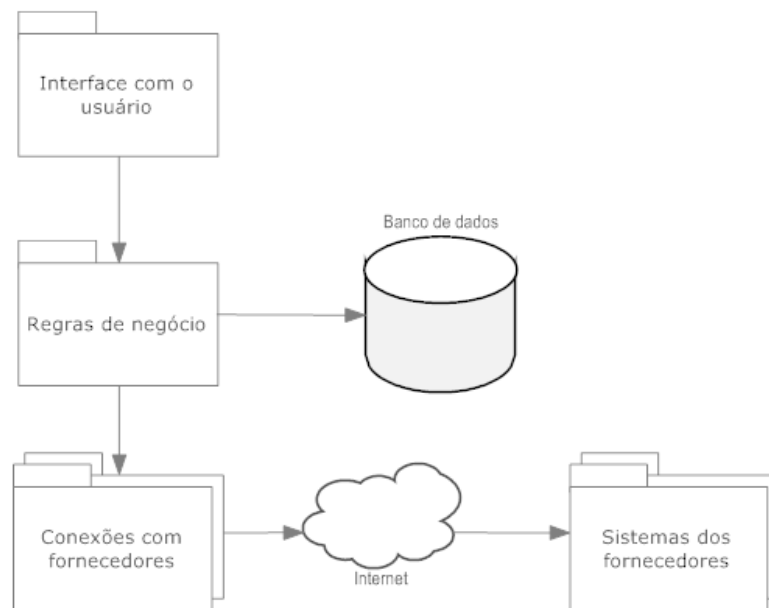 Interface com o
usuário
Banco de dados
Regras de negócio
Conexões com
fornecedores
Internet
Sistemas dos
fornecedores